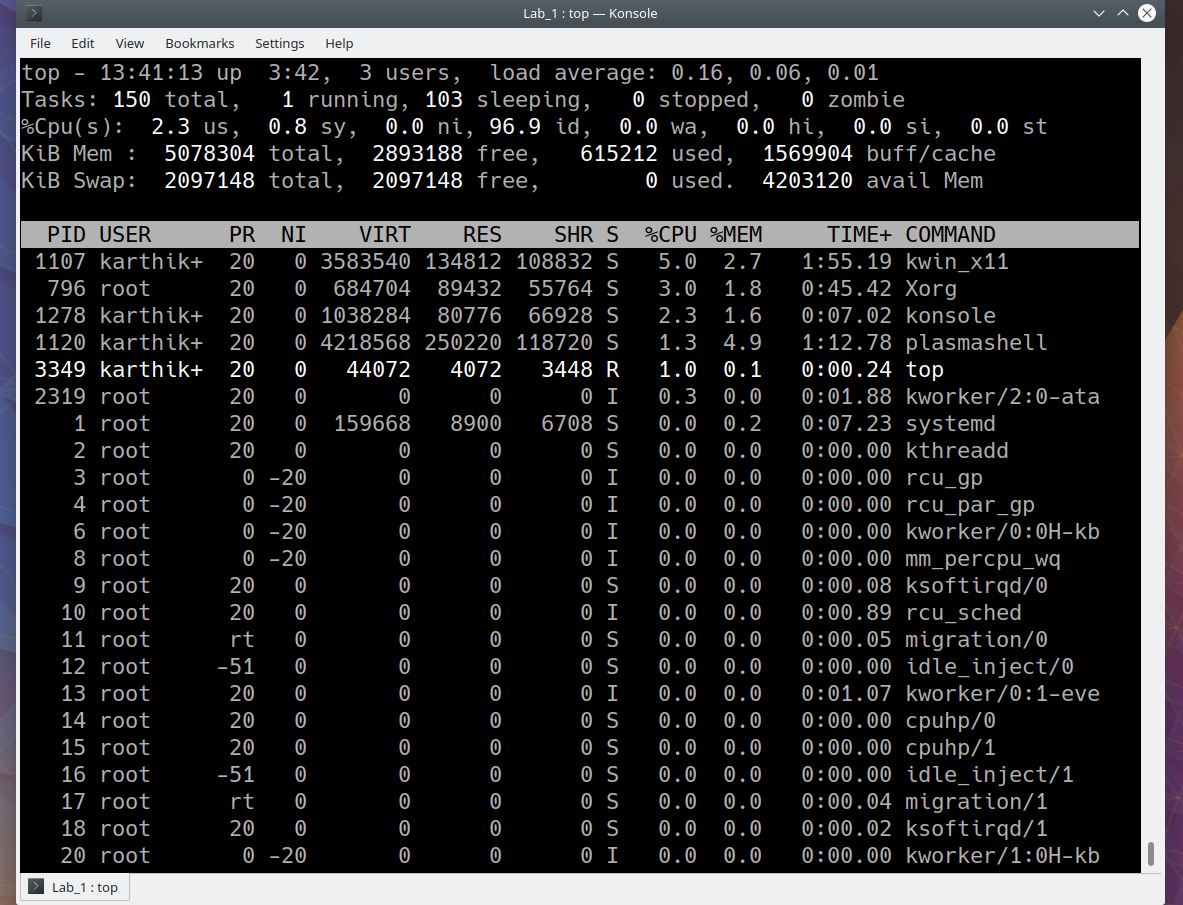 Lab_1 : top — Konsole
File Edit View Bookmarks Settings Help
top - 13:41:13 up  3:42,  3 users,  load average: 0.16, 0.06, 0.01
Tasks: 150 total,   1 running, 103 sleeping,   0 stopped,   0 zombie
%Cpu(s):  2.3 us,  0.8 sy,  0.0 ni, 96.9 id,  0.0 wa,  0.0 hi,  0.0 si,  0.0 st
KiB Mem :  5078304 total,  2893188 free,   615212 used,  1569904 buff/cache
KiB Swap:  2097148 total,  2097148 free,        0 used.  4203120 avail Mem
PID USER PR NI VIRT RES SHR S %CPU %MEM TIME+ COMMAND
1107 karthik+ 20 0 3583540 134812 108832 S 5.0 2.7 1:55.19 kwin_x11
796 root 20 0 684704 89432 55764 S 3.0 1.8 0:45.42 Xorg
1278 karthik+ 20 0 1038284 80776 66928 S 2.3 1.6 0:07.02 konsole
1120 karthik+ 20 0 4218568 250220 118720 S 1.3 4.9 1:12.78 plasmashell
3349 karthik+ 20 0 44072 4072 3448 R 1.0 0.1 0:00.24 top
2319 root 20 0 0 0 0 I 0.3 0.0 0:01.88 kworker/2:0-ata
1 root 20 0 159668 8900 6708 S 0.0 0.2 0:07.23 systemd
2 root 20 0 0 0 0 S 0.0 0.0 0:00.00 kthreadd
3 root 0 -20 0 0 0 I 0.0 0.0 0:00.00 rcu_gp
4 root 0 -20 0 0 0 I 0.0 0.0 0:00.00 rcu_par_gp
6 root 0 -20 0 0 0 I 0.0 0.0 0:00.00 kworker/0:0H-kb
8 root 0 -20 0 0 0 I 0.0 0.0 0:00.00 mm_percpu_wq
9 root 20 0 0 0 0 S 0.0 0.0 0:00.08 ksoftirqd/0
10 root 20 0 0 0 0 I 0.0 0.0 0:00.89 rcu_sched
11 root rt 0 0 0 0 S 0.0 0.0 0:00.05 migration/0
12 root -51 0 0 0 0 S 0.0 0.0 0:00.00 idle_inject/0
13 root 20 0 0 0 0 I 0.0 0.0 0:01.07 kworker/0:1-eve
14 root 20 0 0 0 0 S 0.0 0.0 0:00.00 cpuhp/0
15 root 20 0 0 0 0 S 0.0 0.0 0:00.00 cpuhp/1
16 root -51 0 0 0 0 S 0.0 0.0 0:00.00 idle_inject/1
17 root rt 0 0 0 0 S 0.0 0.0 0:00.04 migration/1
18 root 20 0 0 0 0 S 0.0 0.0 0:00.02 ksoftirqd/1
20 root 0 -20 0 0 0 I 0.0 0.0 0:00.00 kworker/1:0H-kb
Lab_1 : top